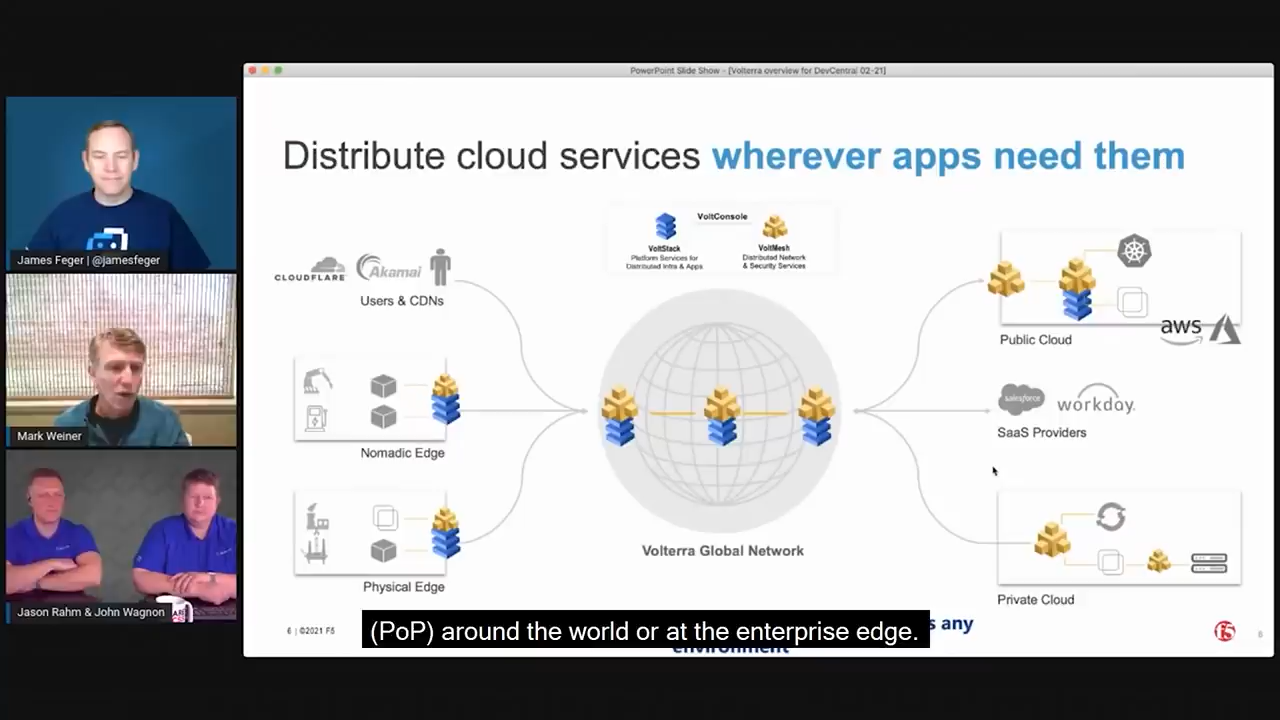 PowerPoint Slide Show - [Volterra overview for DevCentral 02-21]
James Feger | @jamesfeger
Mark Weiner
Jason Rahm & John Wagnon
Distribute cloud services wherever apps need them
VoltConsole
VoltStack
Platform Services for
Distributed Infra & Apps
VoltMesh
Distributed Network
& Security Services
CLOUDFLARE
Akamai
Users & CDNs
Nomadic Edge
Physical Edge
Volterra Global Network
aws
Public Cloud
salesforce
workday.
SaaS Providers
Private Cloud
6 | ©2021 F5
s any
environment
(PoP) around the world or at the enterprise edge.
f5